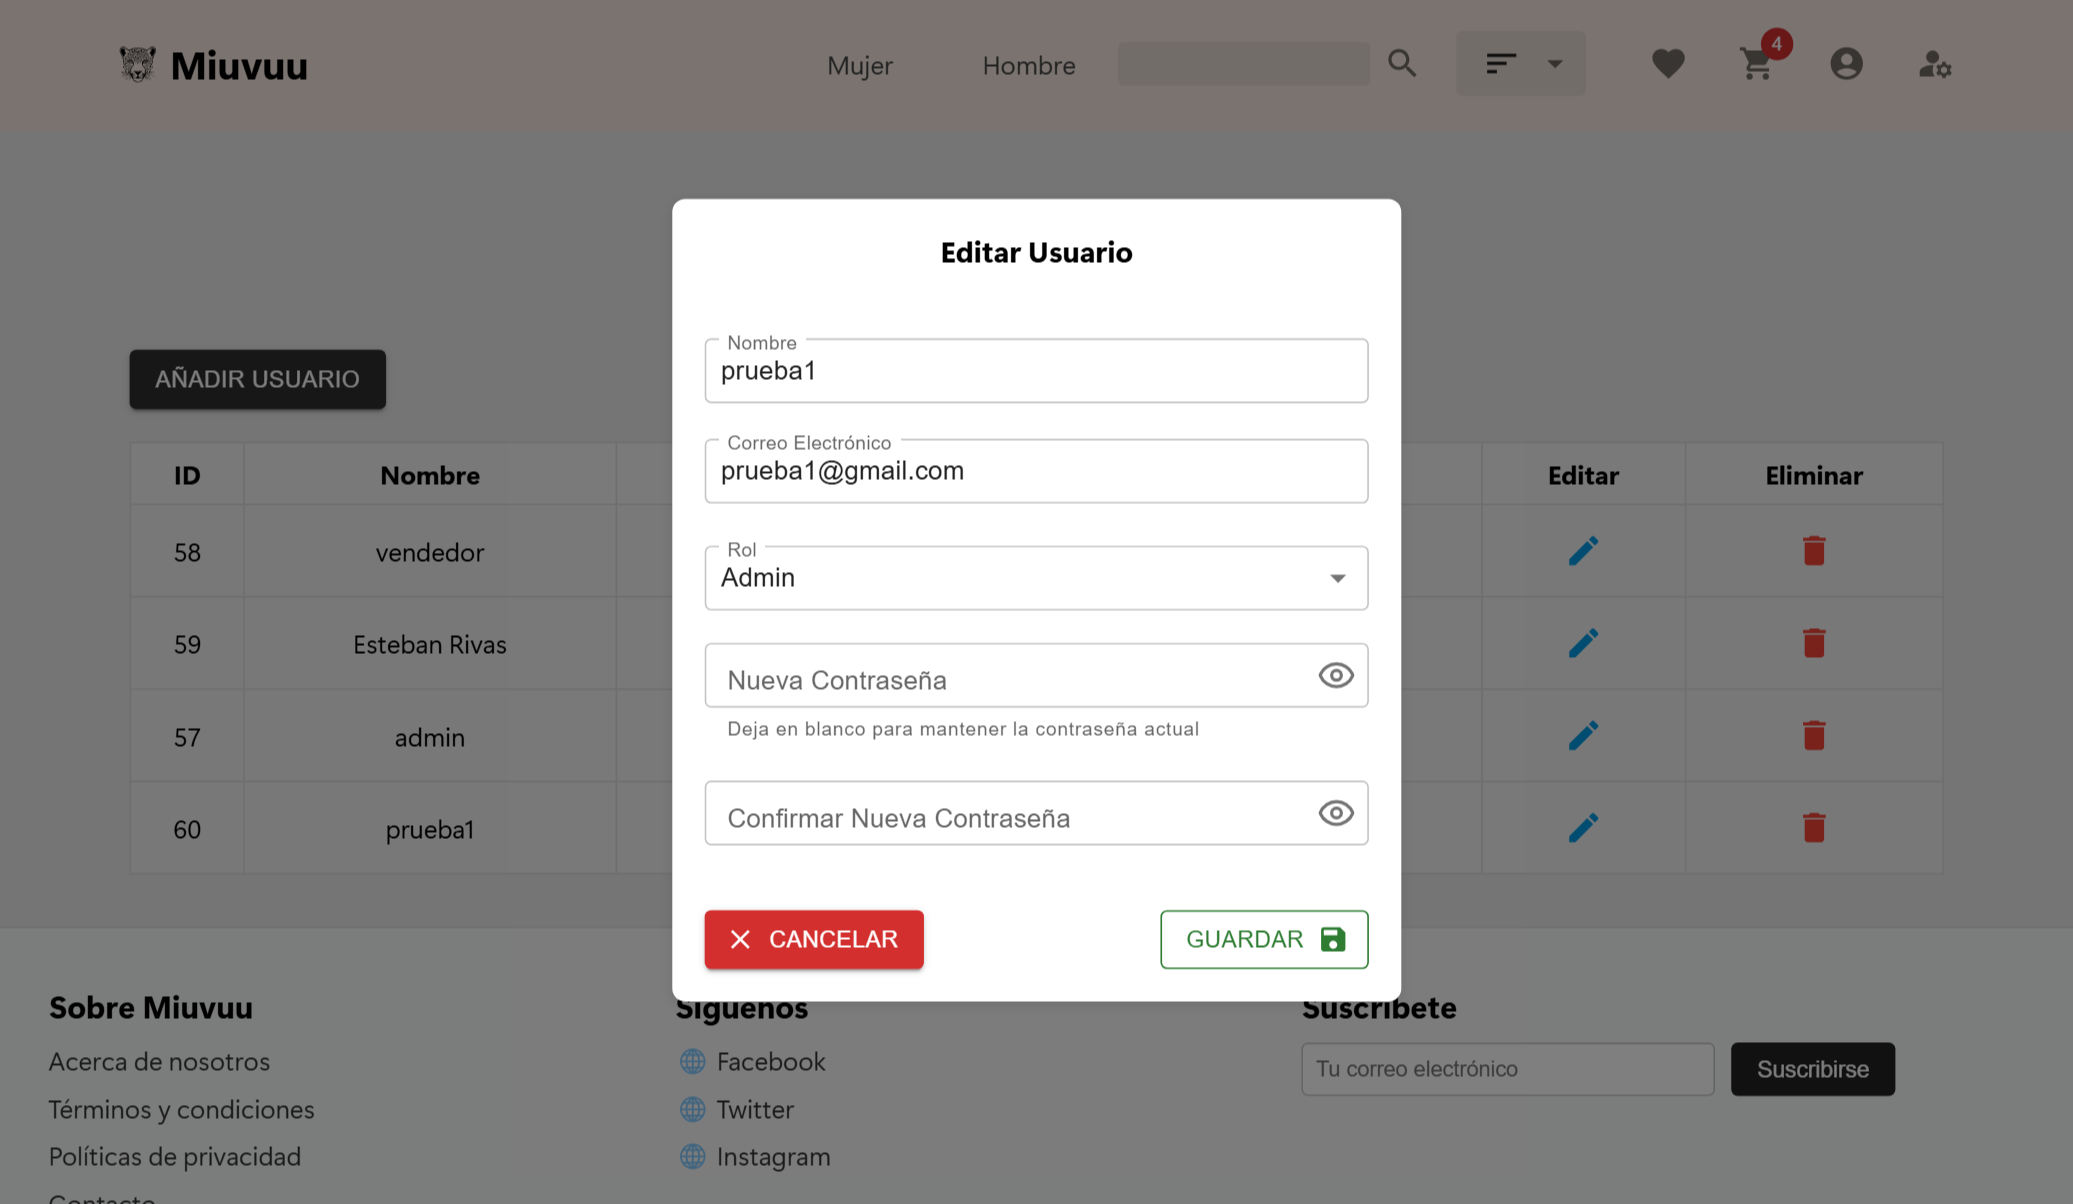 Miuvuu
Mujer
Hombre
4
Editar Usuario
Nombre
prueba1
Correo Electrónico
prueba1@gmail.com
Rol
Admin
Nueva Contraseña
Deja en blanco para mantener la contraseña actual
Confirmar Nueva Contraseña
CANCELAR
GUARDAR
AÑADIR USUARIO
ID Nombre Editar Eliminar
58 vendedor
59 Esteban Rivas
57 admin
60 prueba1
Sobre Miuvuu
Acerca de nosotros
Términos y condiciones
Políticas de privacidad
Contacto
Síguenos
Facebook
Twitter
Instagram
Suscríbete
Tu correo electrónico
Suscribirse